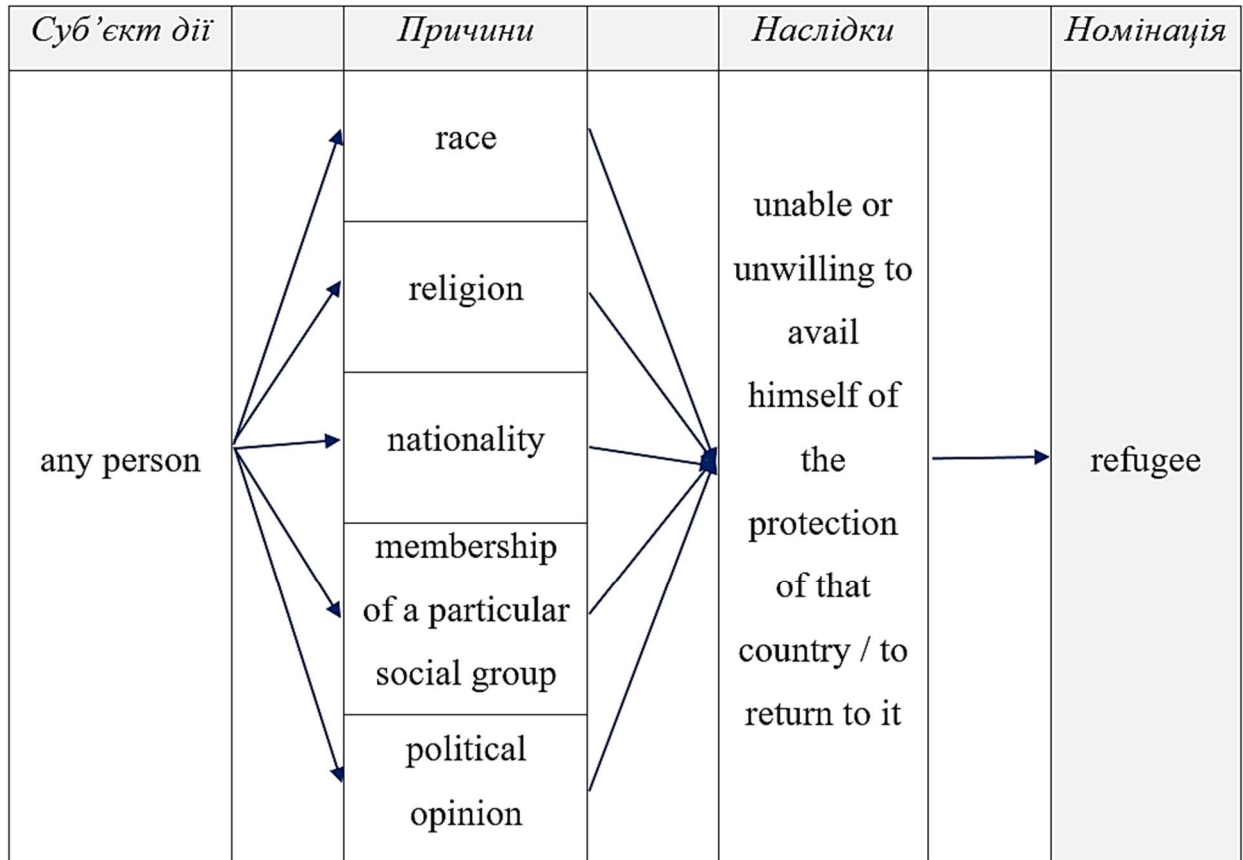 Суб’єкт дії
Причини
Наслідки
Номінація
any person
race
religion
nationality
membership
of a particular
social group
political
opinion
unable or
unwilling to
avail
himself of
the
protection
of that
country / to
return to it
refugee